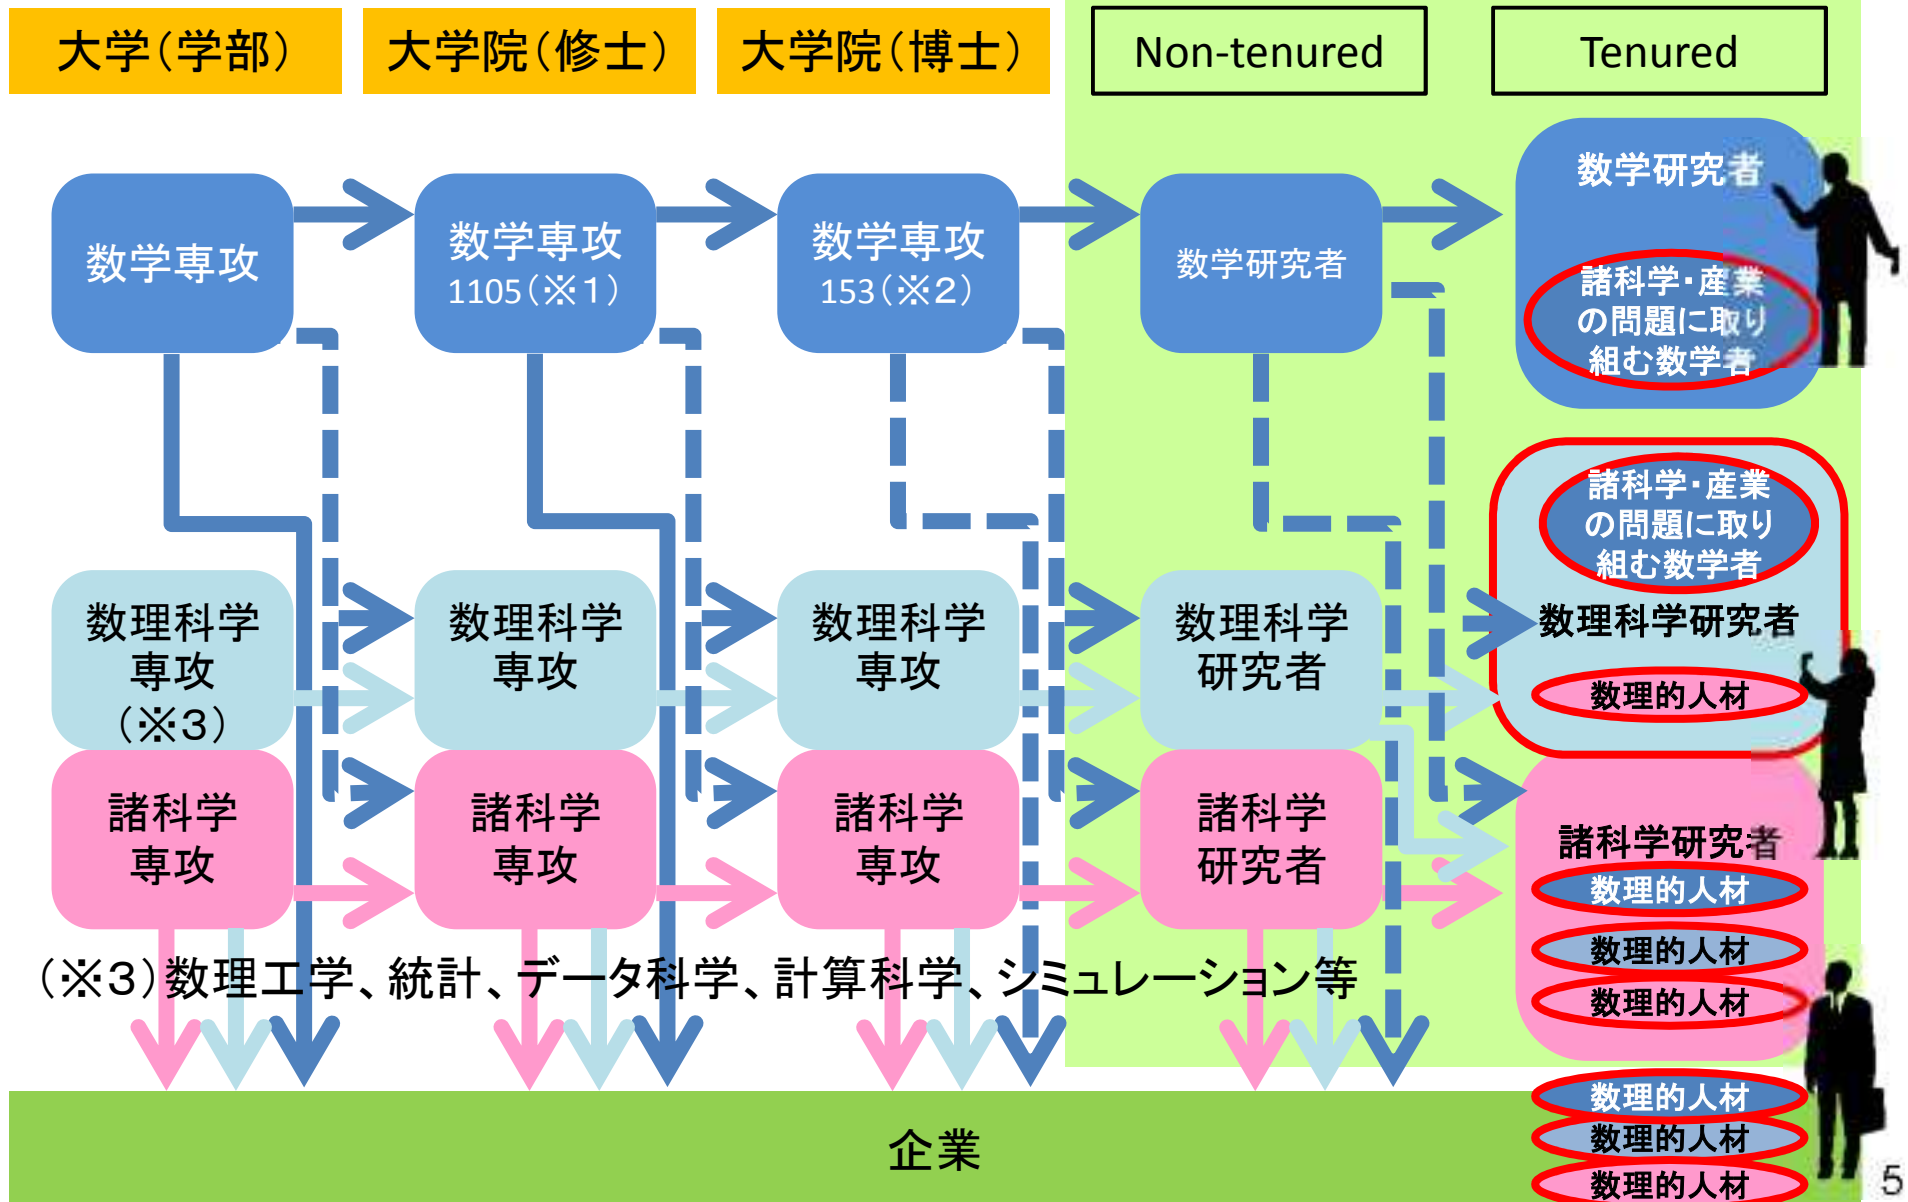 大学（学部）
大学院（修士）
大学院（博士）
Non-tenured
Tenured
数学専攻
数学専攻
1105（※１）
数学専攻
153（※２）
数学研究者
数学研究者
諸科学・産業
の問題に取り
組む数学者
諸科学・産業
の問題に取り
組む数学者
数理科学研究者
数理的人材
数理科学
専攻
（※３）
数理科学
専攻
数理科学
専攻
数理科学
研究者
諸科学
専攻
諸科学
専攻
諸科学
専攻
諸科学
研究者
諸科学研究者
数理的人材
数理的人材
数理的人材
（※３）数理工学、統計、データ科学、計算科学、シミュレーション等
企業
数理的人材
数理的人材
数理的人材
5